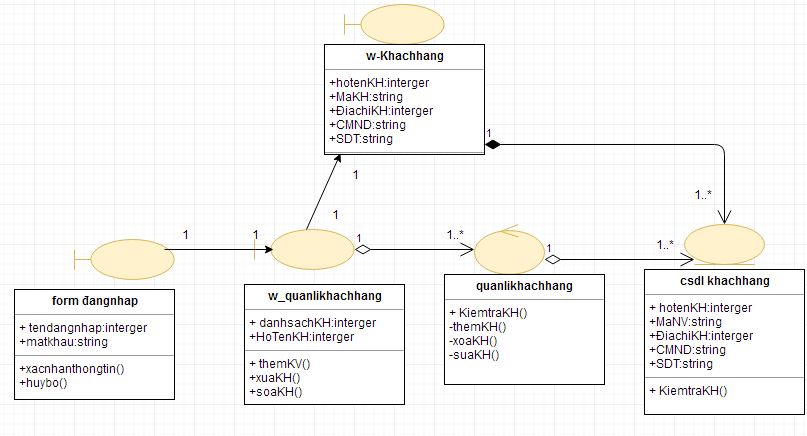 w-Khachhang
+hotenKH:interger
+MaKH:string
+ĐiachiKH:interger
+CMND:string
+SDT:string
1
1
1..*
1
1
1
1
1..*
1
1..*
form đangnhap
+ tendangnhap:interger
+matkhau:string
+xacnhanthongtin()
+huybo()
w_quanlikhachhang
+ danhsachKH:interger
+HoTenKH:interger
+ themKV()
+xuaKH()
+soaKH()
quanlikhachhang
+ KiemtraKH()
-themKH()
-xoaKH()
-suaKH()
csdl khachhang
+ hotenKH:interger
+MaNV:string
+ĐiachiKH:interger
+CMND:string
+SDT:string
+ KiemtraKH()